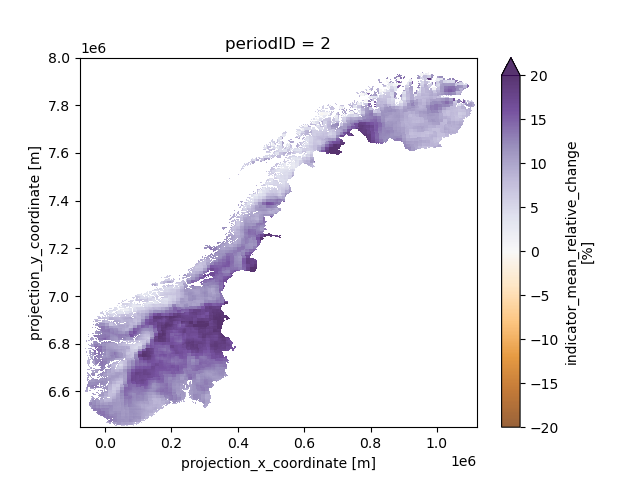 periodID = 2
1e6
8.0
7.8
7.6
7.4
7.2
7.0
6.8
6.6
projection_y_coordinate [m]
0.0 0.2 0.4 0.6 0.8 1.0
1e6
projection_x_coordinate [m]
20
15
10
5
0
−5
−10
−15
−20
indicator_mean_relative_change
[%]